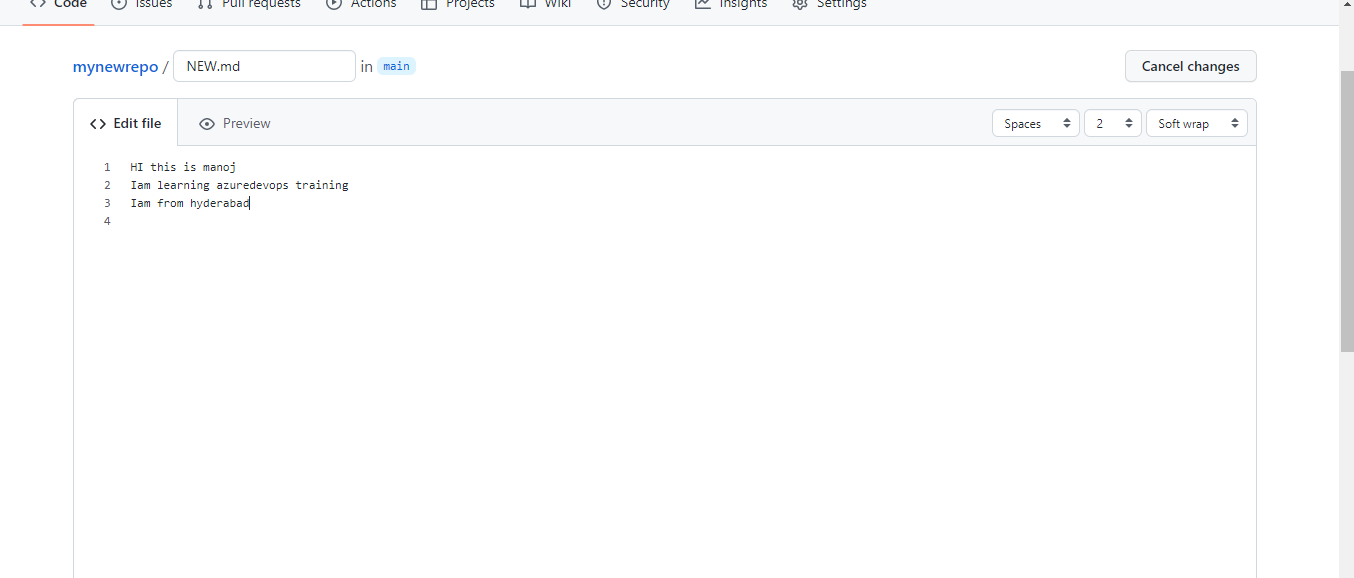 Code Issues Pull requests Actions Projects Wiki Security Insights Settings
mynewrepo / NEW.md in main Cancel changes
Edit file Preview Spaces 2 Soft wrap
1 HI this is manoj
2 Iam learning azuredevops training
3 Iam from hyderabad
4